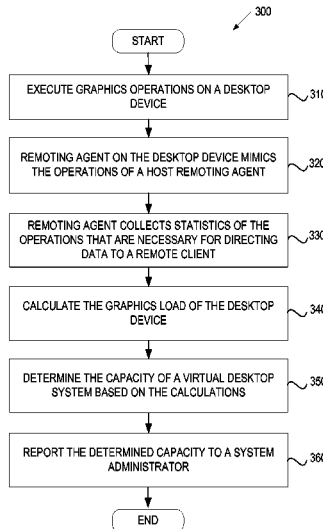 300
START
EXECUTE GRAPHICS OPERATIONS ON A DESKTOP
DEVICE
310
REMOTING AGENT ON THE DESKTOP DEVICE MIMICS
THE OPERATIONS OF A HOST REMOTING AGENT
320
REMOTING AGENT COLLECTS STATISTICS OF THE
OPERATIONS THAT ARE NECESSARY FOR DIRECTING
DATA TO A REMOTE CLIENT
330
CALCULATE THE GRAPHICS LOAD OF THE DESKTOP
DEVICE
340
DETERMINE THE CAPACITY OF A VIRTUAL DESKTOP
SYSTEM BASED ON THE CALCULATIONS
350
REPORT THE DETERMINED CAPACITY TO A SYSTEM
ADMINISTRATOR
360
END